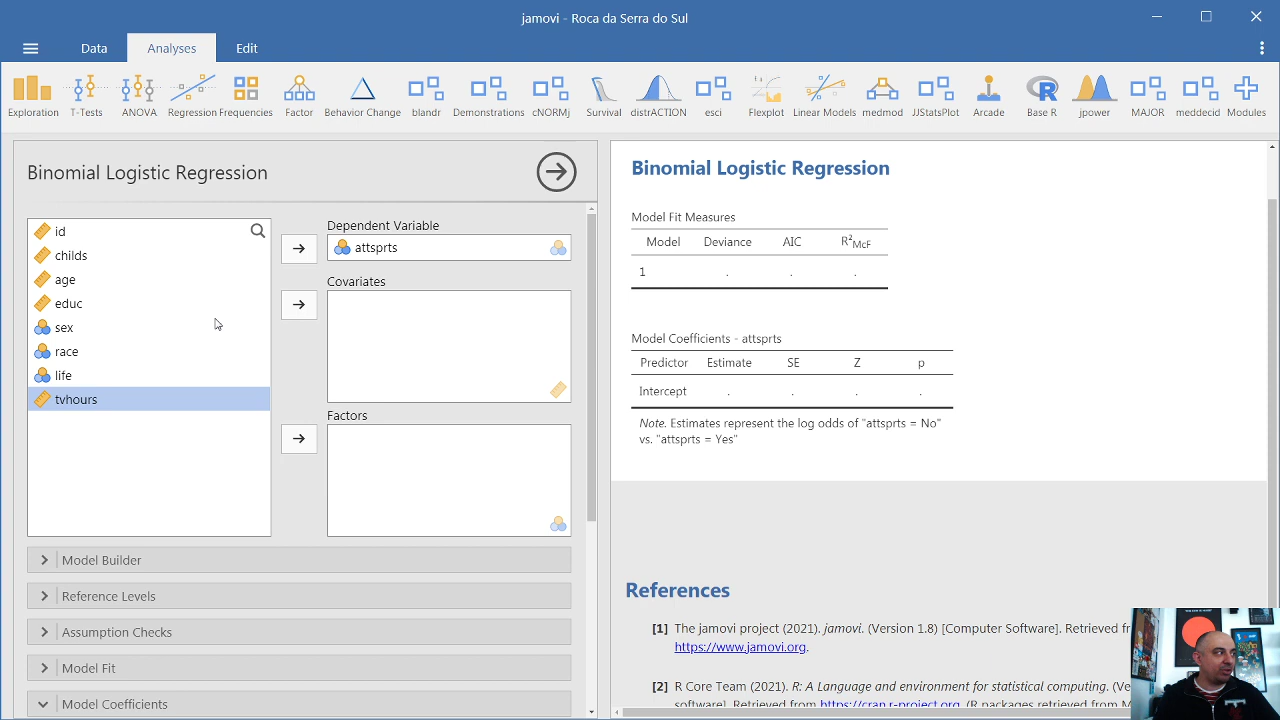 jamovi - Roca da Serra do Sul
Data Analyses Edit
Exploration T-Tests ANOVA Regression Frequencies Factor Behavior Change blandr Demonstrations cNORMj Survival distrACTION esci Flexplot Linear Models medmod JJStatsPlot Arcade Base R jpower MAJOR meddecid Modules
Binomial Logistic Regression
id
childs
age
educ
sex
race
life
tvhours
Dependent Variable
attsprts
Covariates
Factors
Model Builder
Reference Levels
Assumption Checks
Model Fit
Model Coefficients
Binomial Logistic Regression
Model Fit Measures
Model Deviance AIC R²McF
1 . . .
Model Coefficients - attsprts
Predictor Estimate SE Z p
Intercept . . . .
Note. Estimates represent the log odds of "attsprts = No"
vs. "attsprts = Yes"
References
[1] The jamovi project (2021). jamovi. (Version 1.8) [Computer Software]. Retrieved
https://www.jamovi.org.
[2] R Core Team (2021). R: A Language and environment for statistical computing.
software]. Retrieved from https://cran.r-project.org. (R packages retrieved from